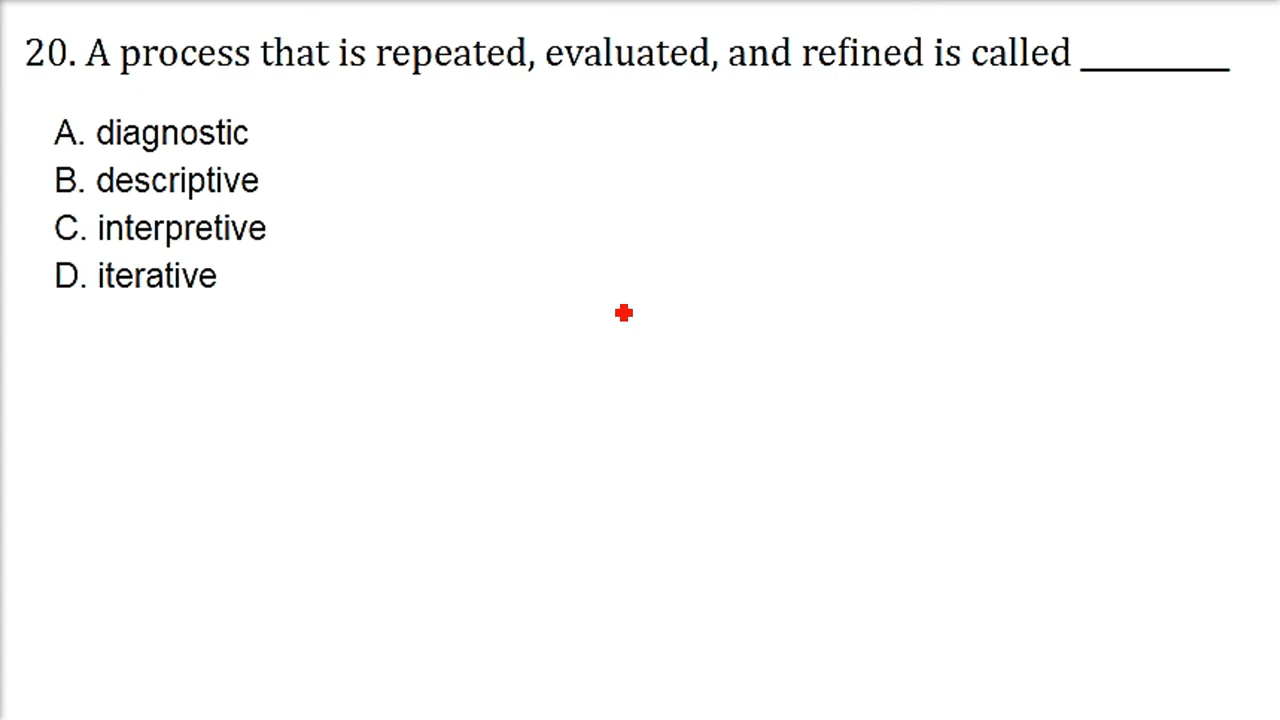 20. A process that is repeated, evaluated, and refined is called ________
A. diagnostic
B. descriptive
C. interpretive
D. iterative